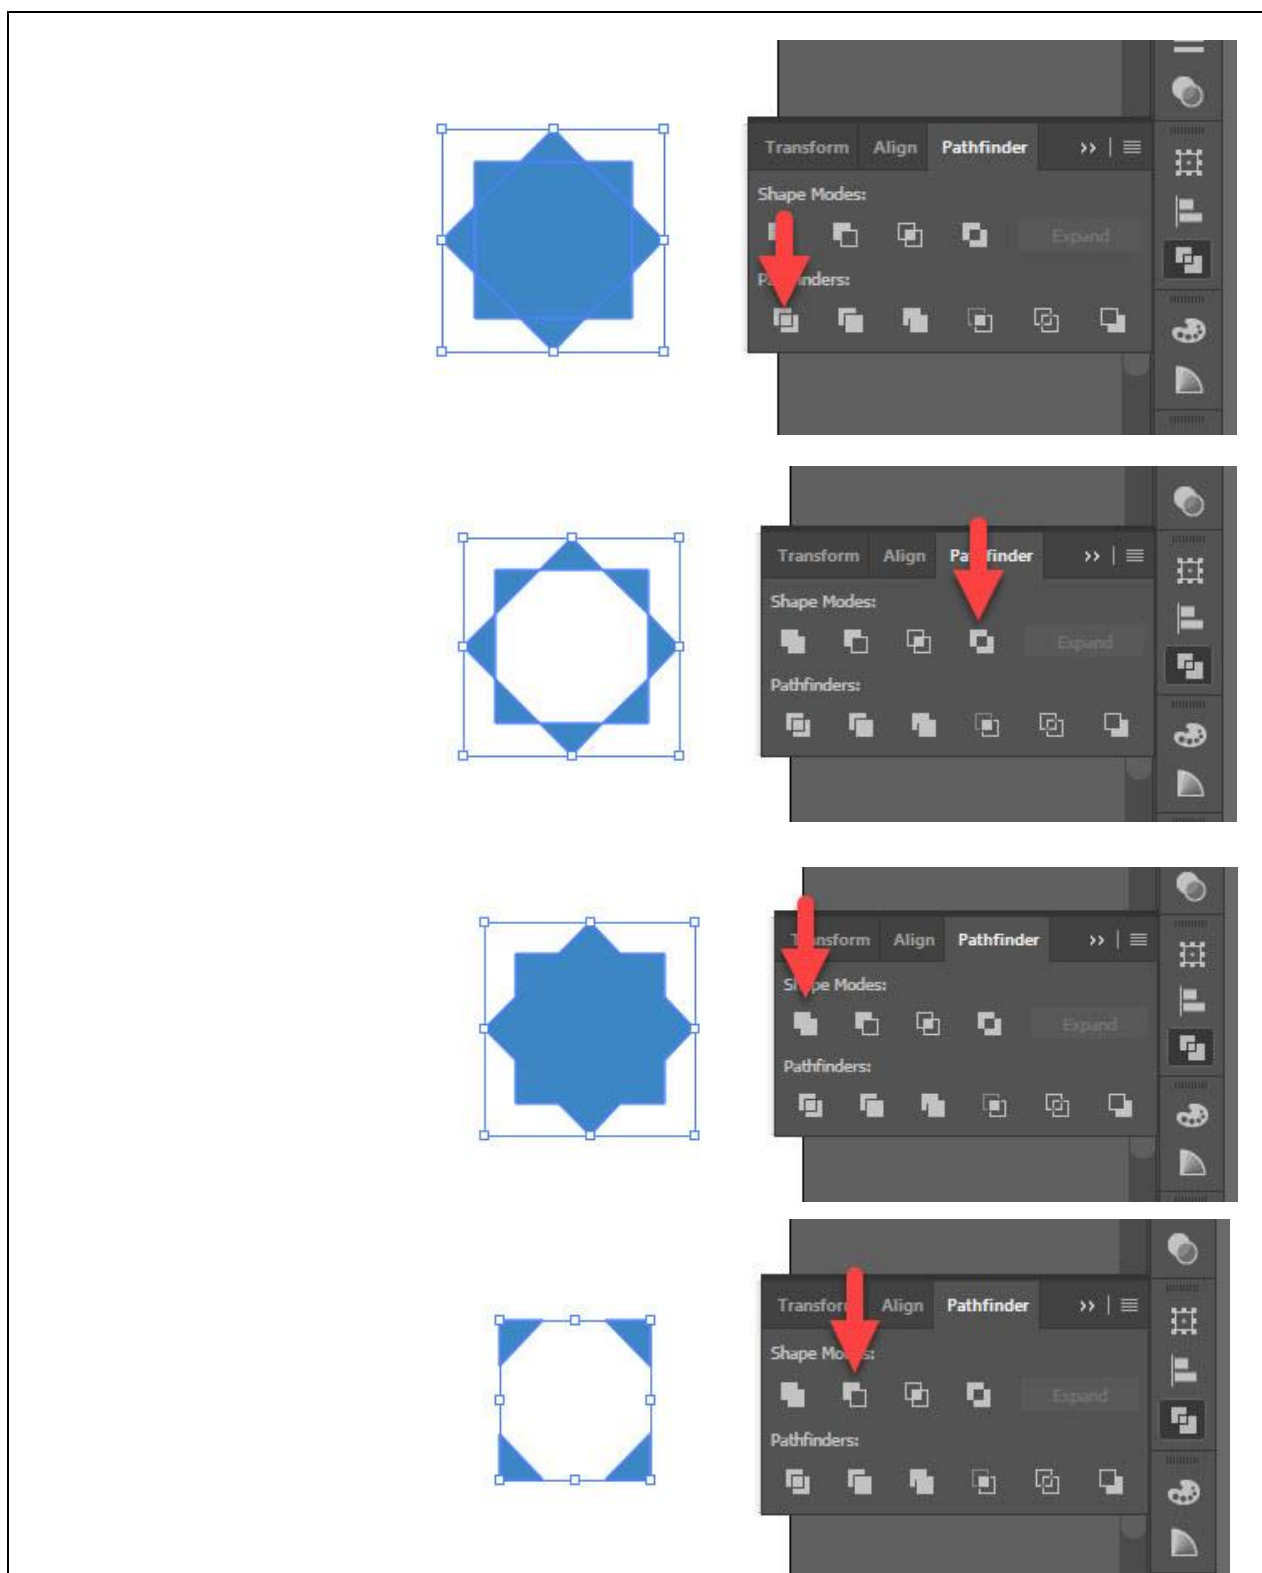 Transform Align Pathfinder
Shape Modes:
Expand
Transform Align
Shape Modes:
Expand
Pathfinders:
Align Pathfinder
Expand
Pathfinders:
Align Pathfinder
Shape
Expand
Pathfinders: